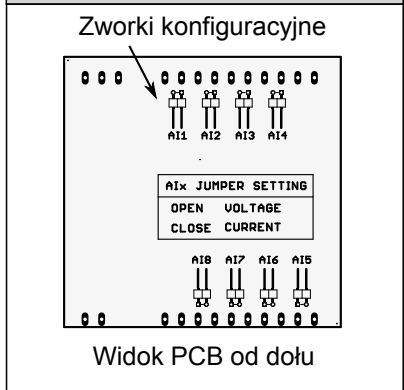 Zworki konfiguracyjne
AI1 AI2 AI3 AI4
AIx JUMPER SETTING
OPEN VOLTAGE
CLOSE CURRENT
AI8 AI7 AI6 AI5
Widok PCB od dołu